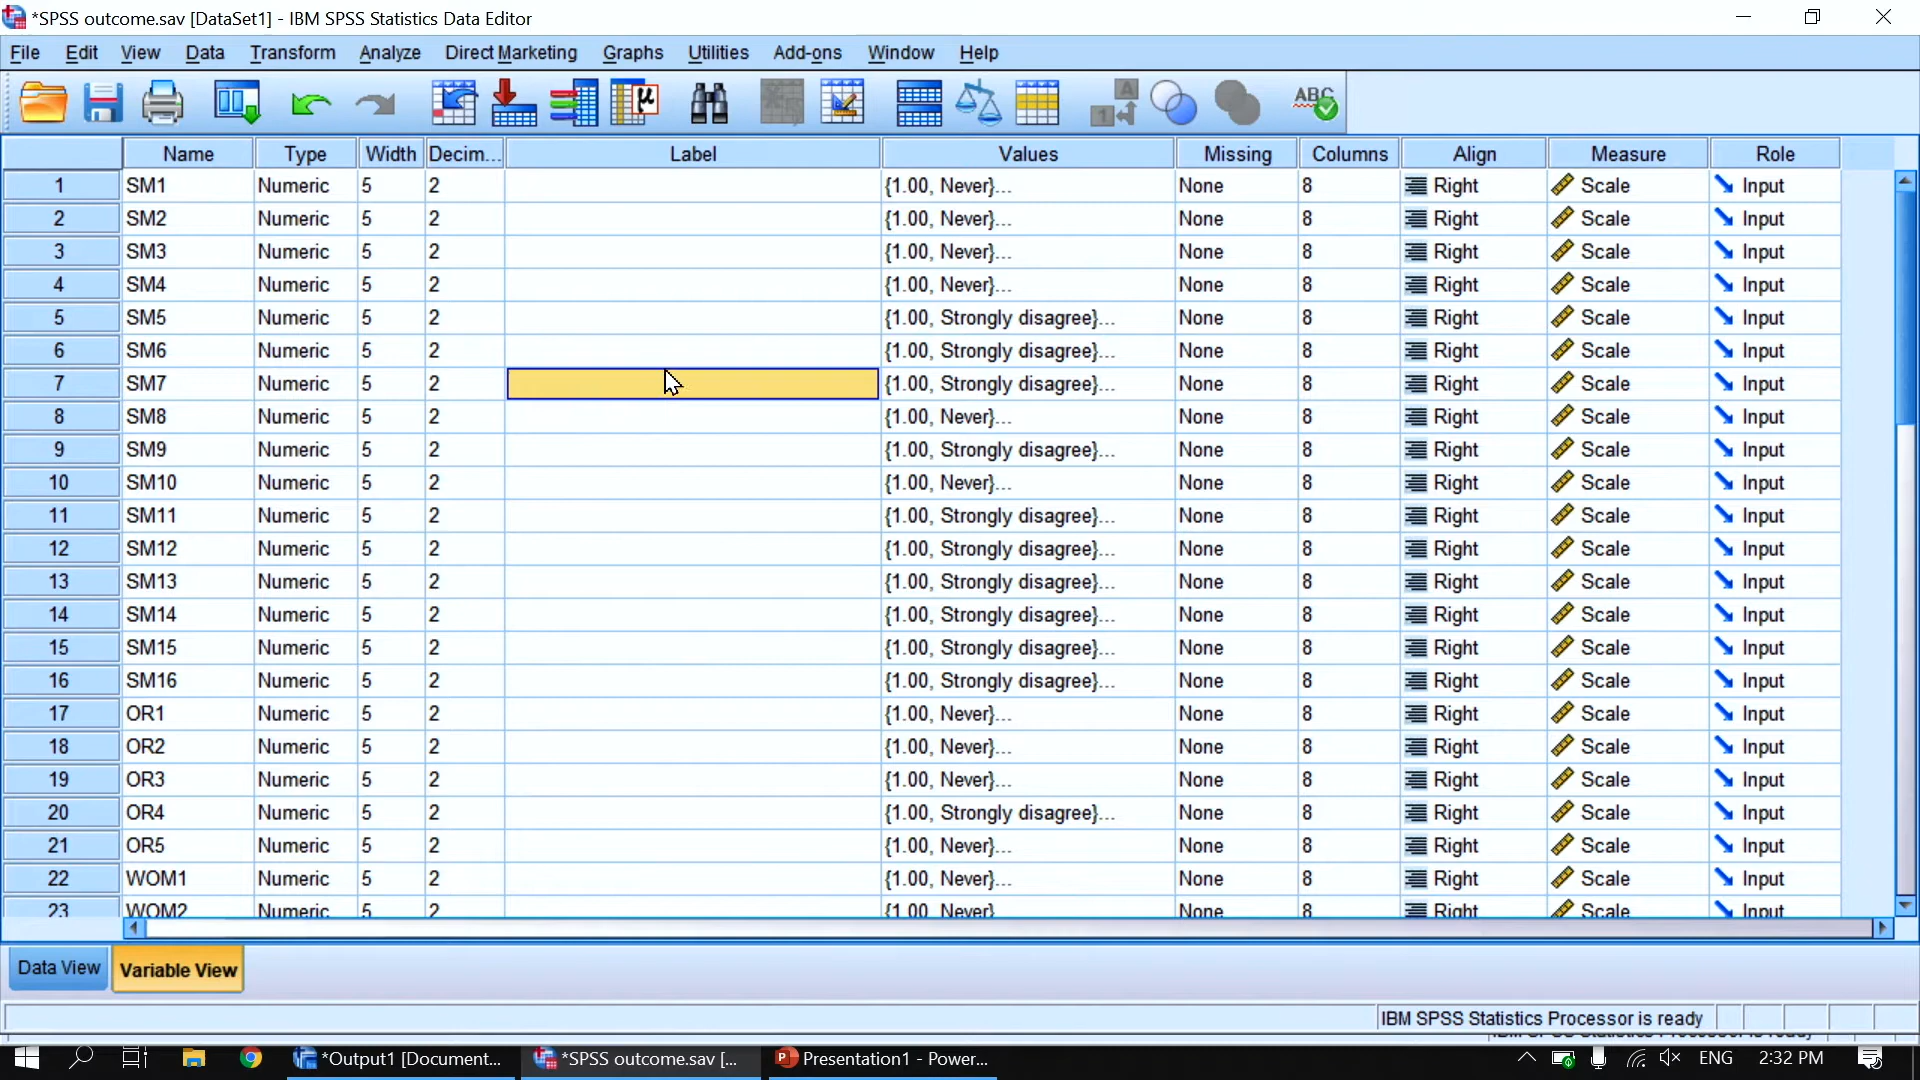 *SPSS outcome.sav [DataSet1] - IBM SPSS Statistics Data Editor
File Edit View Data Transform Analyze Direct Marketing Graphs Utilities Add-ons Window Help
Name Type Width Decim... Label Values Missing Columns Align Measure Role
1 SM1 Numeric 5 2 {1.00, Never}... None 8 Right Scale Input
2 SM2 Numeric 5 2 {1.00, Never}... None 8 Right Scale Input
3 SM3 Numeric 5 2 {1.00, Never}... None 8 Right Scale Input
4 SM4 Numeric 5 2 {1.00, Never}... None 8 Right Scale Input
5 SM5 Numeric 5 2 {1.00, Strongly disagree}... None 8 Right Scale Input
6 SM6 Numeric 5 2 {1.00, Strongly disagree}... None 8 Right Scale Input
7 SM7 Numeric 5 2 {1.00, Strongly disagree}... None 8 Right Scale Input
8 SM8 Numeric 5 2 {1.00, Never}... None 8 Right Scale Input
9 SM9 Numeric 5 2 {1.00, Strongly disagree}... None 8 Right Scale Input
10 SM10 Numeric 5 2 {1.00, Never}... None 8 Right Scale Input
11 SM11 Numeric 5 2 {1.00, Strongly disagree}... None 8 Right Scale Input
12 SM12 Numeric 5 2 {1.00, Strongly disagree}... None 8 Right Scale Input
13 SM13 Numeric 5 2 {1.00, Strongly disagree}... None 8 Right Scale Input
14 SM14 Numeric 5 2 {1.00, Strongly disagree}... None 8 Right Scale Input
15 SM15 Numeric 5 2 {1.00, Strongly disagree}... None 8 Right Scale Input
16 SM16 Numeric 5 2 {1.00, Strongly disagree}... None 8 Right Scale Input
17 OR1 Numeric 5 2 {1.00, Never}... None 8 Right Scale Input
18 OR2 Numeric 5 2 {1.00, Never}... None 8 Right Scale Input
19 OR3 Numeric 5 2 {1.00, Never}... None 8 Right Scale Input
20 OR4 Numeric 5 2 {1.00, Strongly disagree}... None 8 Right Scale Input
21 OR5 Numeric 5 2 {1.00, Never}... None 8 Right Scale Input
22 WOM1 Numeric 5 2 {1.00, Never}... None 8 Right Scale Input
23 WOM2 Numeric 5 2 {1.00, Never} None 8 Right Scale Input
Data View Variable View
IBM SPSS Statistics Processor is ready
*Output1 [Document... *SPSS outcome.sav [... Presentation1 - Power... ENG 2:32 PM